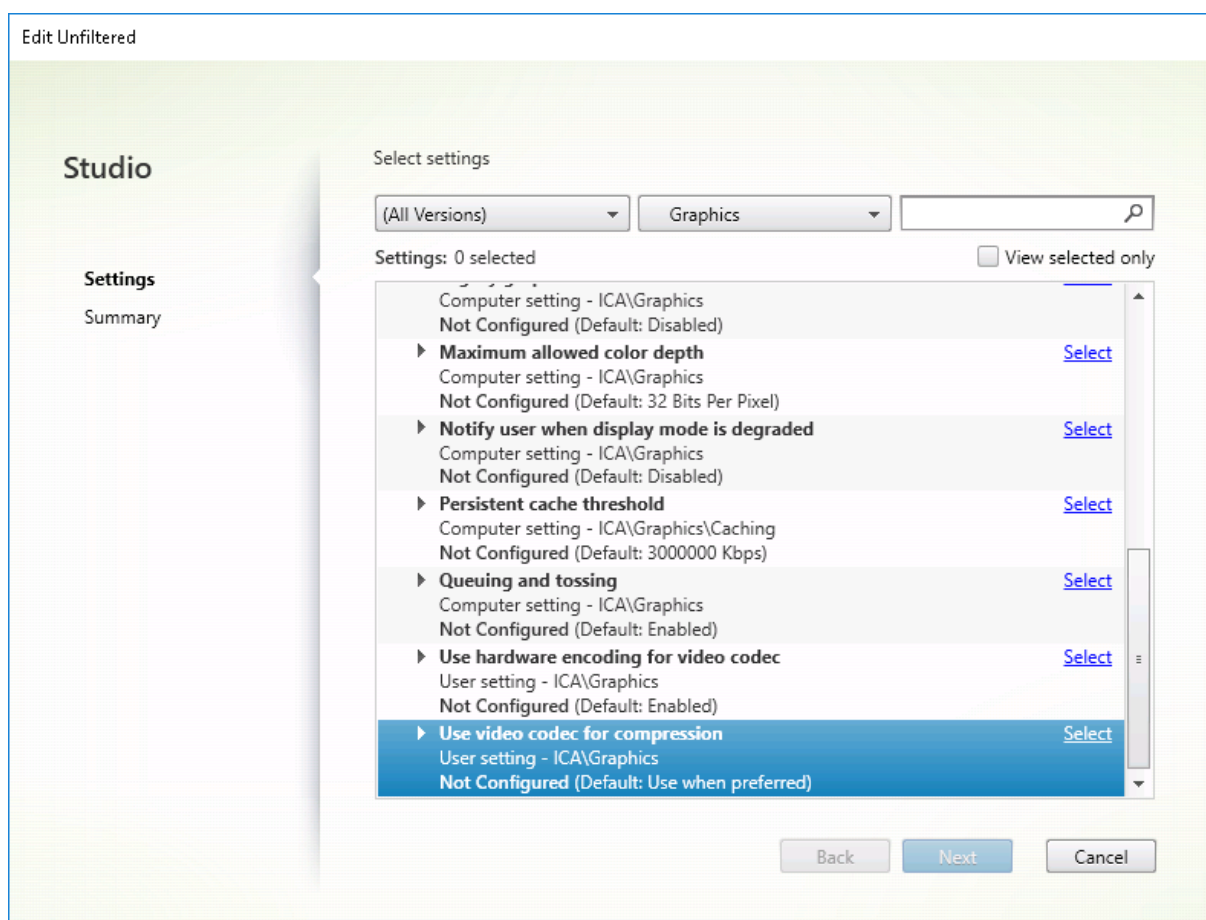 Edit Unfiltered
Studio
Settings
Summary
Select settings
(All Versions)
Graphics
Settings: 0 selected
View selected only
Computer setting - ICA\Graphics
Not Configured (Default: Disabled)
Maximum allowed color depth
Select
Computer setting - ICA\Graphics
Not Configured (Default: 32 Bits Per Pixel)
Notify user when display mode is degraded
Select
Computer setting - ICA\Graphics
Not Configured (Default: Disabled)
Persistent cache threshold
Select
Computer setting - ICA\Graphics\Caching
Not Configured (Default: 3000000 Kbps)
Queuing and tossing
Select
Computer setting - ICA\Graphics
Not Configured (Default: Enabled)
Use hardware encoding for video codec
Select
User setting - ICA\Graphics
Not Configured (Default: Enabled)
Use video codec for compression
Select
User setting - ICA\Graphics
Not Configured (Default: Use when preferred)
Back
Next
Cancel